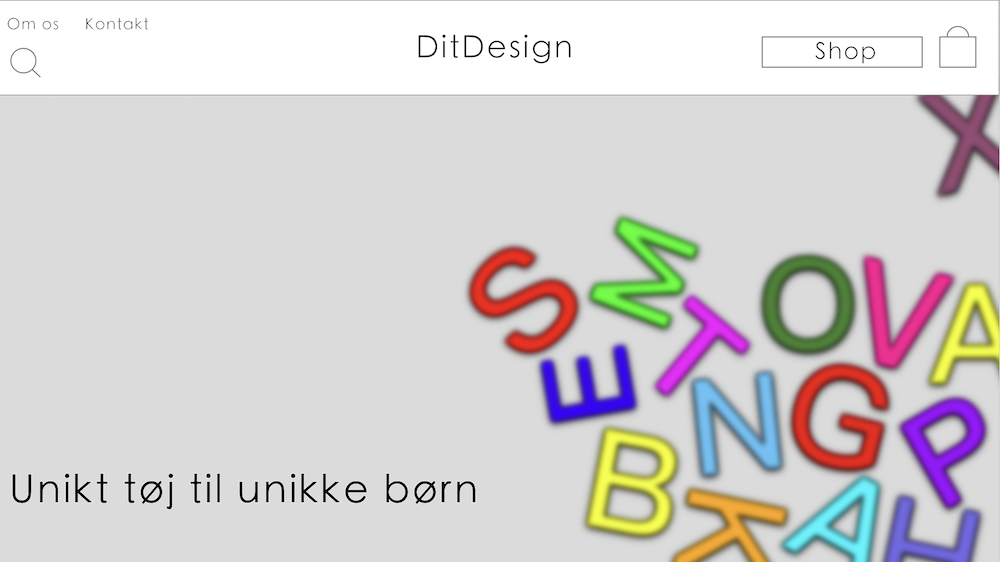 Om os Kontakt
DitDesign
Shop
Unikt tøj til unikke børn
X
S M T O V A
E N G P
B K A H